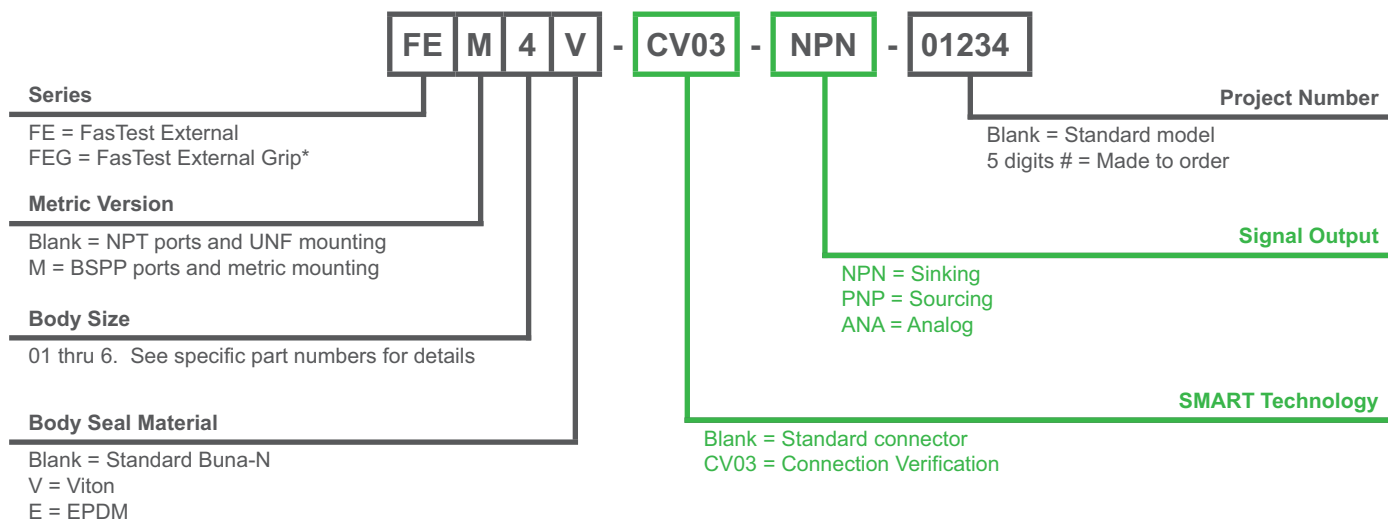 FE M 4 V - CV03 - NPN - 01234
Series
FE = FasTest External
FEG = FasTest External Grip*
Metric Version
Blank = NPT ports and UNF mounting
M = BSPP ports and metric mounting
Body Size
01 thru 6.  See specific part numbers for details
Body Seal Material
Blank = Standard Buna-N
V = Viton
E = EPDM
Project Number
Blank = Standard model
5 digits # = Made to order
Signal Output
NPN = Sinking
PNP = Sourcing
ANA = Analog
SMART Technology
Blank = Standard connector
CV03 = Connection Verification